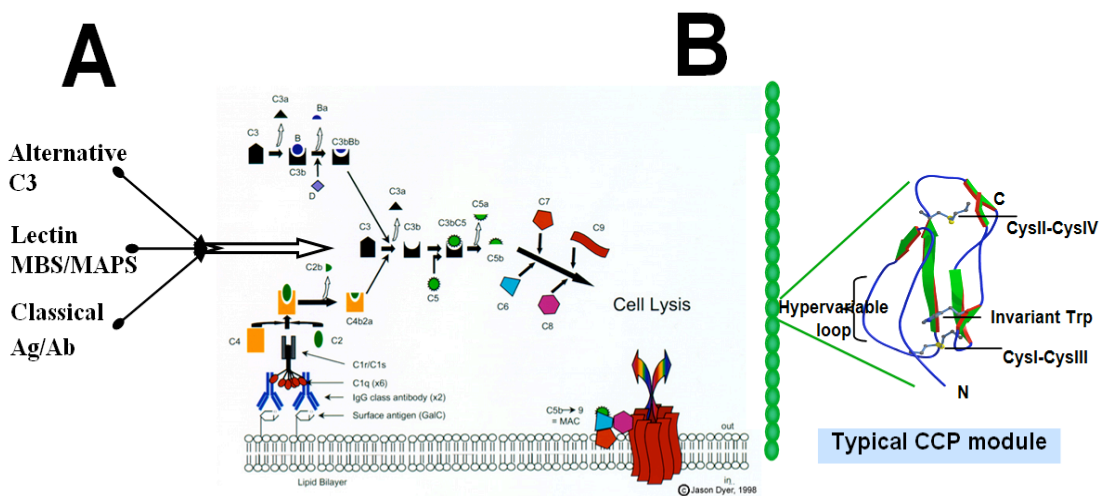 A
B
Alternative
C3
Lectin
MBS/MAPS
Classical
Ag/Ab
C3a
Ba
C3
B
C3bBb
C3b
D
C3a
C3
C3b
C3bC5
C5a
C5b
C5
C7
C9
C6
C8
Cell Lysis
C2b
C4b2a
C4
C2
C1r/C1s
C1q (x6)
IgG class antibody (x2)
Surface antigen (GalC)
C5b→9
= MAC
out
in
Lipid Bilayer
© Jason Dyer, 1998
C
CysII-CysIV
Hypervariable
loop
Invariant Trp
CysI-CysIII
N
Typical CCP module